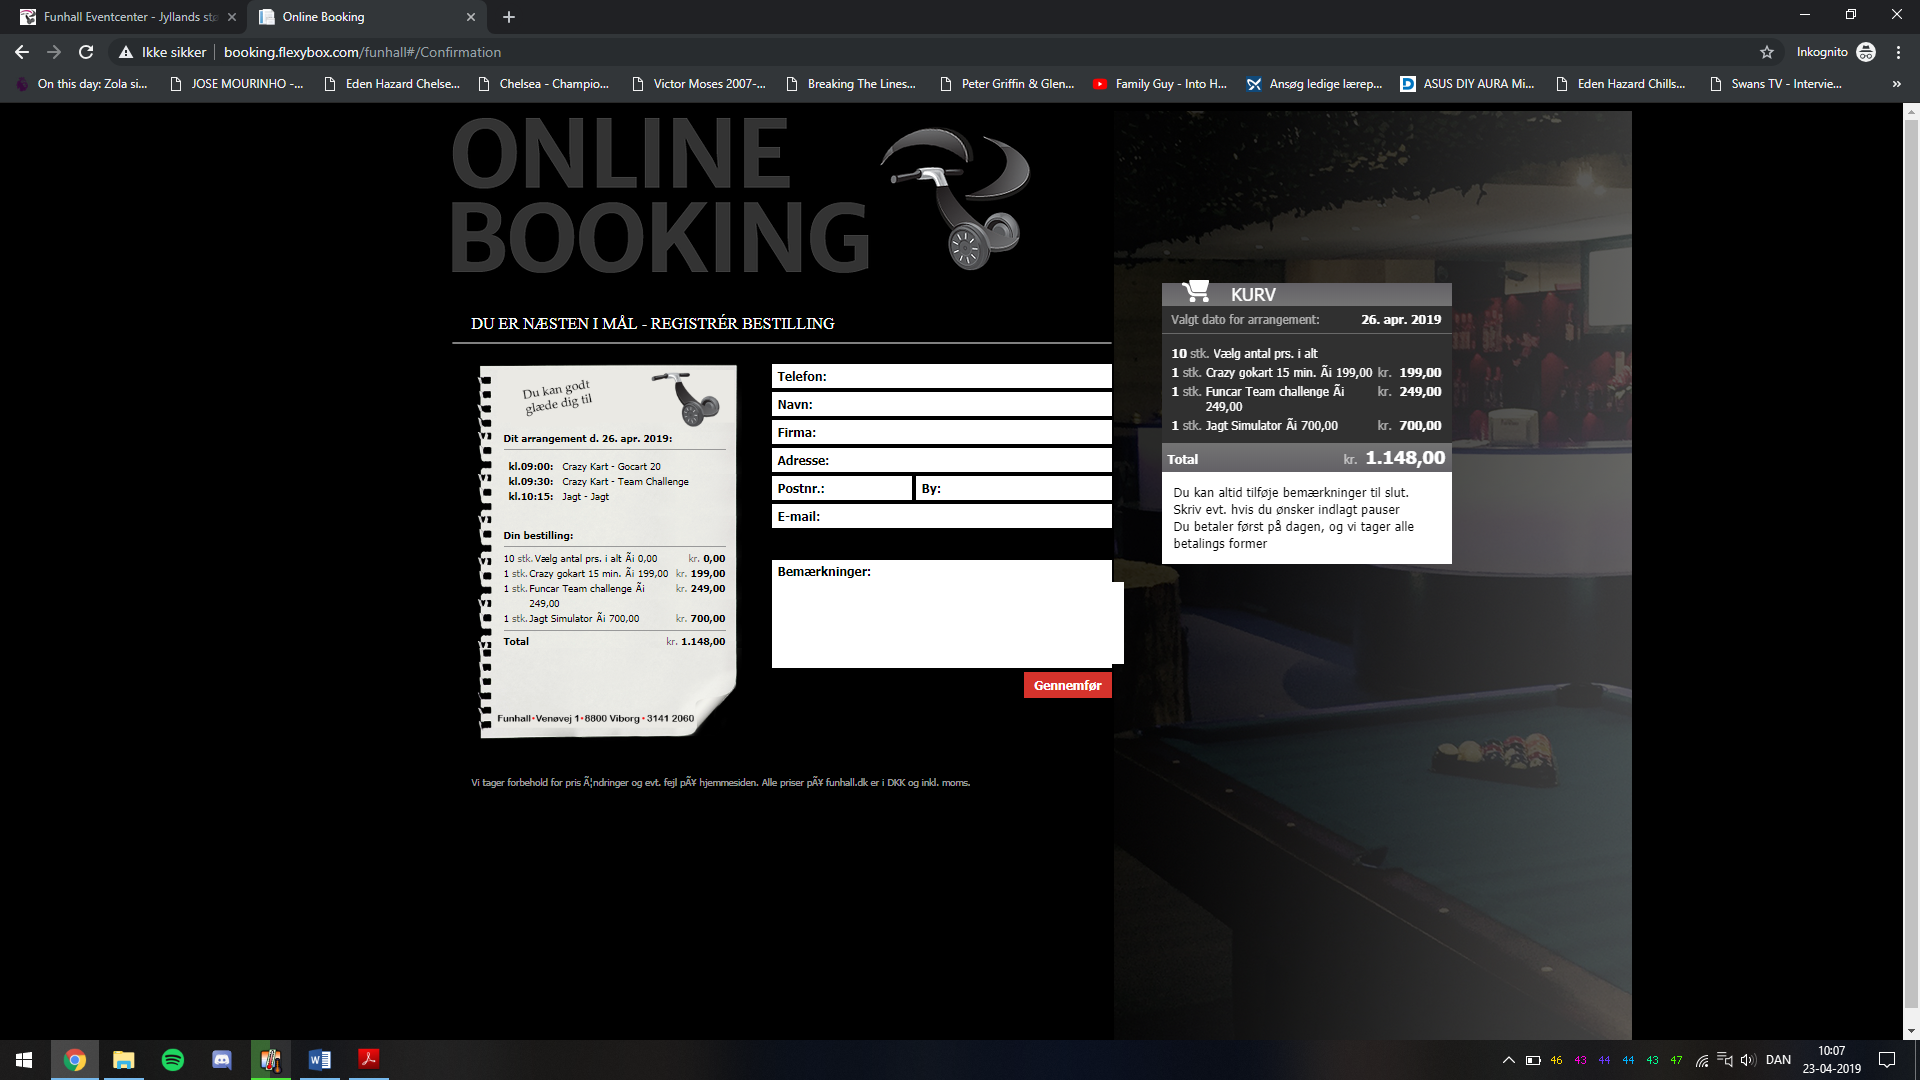 Funhall Eventcenter - Jyllands stø
Online Booking
Ikke sikker
booking.flexybox.com/funhall#/Confirmation
Inkognito
On this day: Zola si...
JOSE MOURINHO -...
Eden Hazard Chelse...
Chelsea - Champio...
Victor Moses 2007-...
Breaking The Lines...
Peter Griffin & Glen...
Family Guy - Into H...
Ansøg ledige lærep...
ASUS DIY AURA Mi...
Eden Hazard Chills...
Swans TV - Intervie...
ONLINE
BOOKING
DU ER NÆSTEN I MÅL - REGISTRÉR BESTILLING
Du kan godt
glæde dig til
Dit arrangement d. 26. apr. 2019:
kl.09:00: Crazy Kart - Gocart 20
kl.09:30: Crazy Kart - Team Challenge
kl.10:15: Jagt - Jagt
Din bestilling:
10 stk. Vælg antal prs. i alt Ãi 0,00 kr. 0,00
1 stk. Crazy gokart 15 min. Ãi 199,00 kr. 199,00
1 stk. Funcar Team challenge Ãi kr. 249,00
249,00
1 stk. Jagt Simulator Ãi 700,00 kr. 700,00
Total kr. 1.148,00
Funhall•Venøvej 1•8800 Viborg • 3141 2060
Telefon:
Navn:
Firma:
Adresse:
Postnr.: By:
E-mail:
Bemærkninger:
Gennemfør
KURV
Valgt dato for arrangement: 26. apr. 2019
10 stk. Vælg antal prs. i alt
1 stk. Crazy gokart 15 min. Ãi 199,00 kr. 199,00
1 stk. Funcar Team challenge Ãi kr. 249,00
249,00
1 stk. Jagt Simulator Ãi 700,00 kr. 700,00
Total kr. 1.148,00
Du kan altid tilføje bemærkninger til slut.
Skriv evt. hvis du ønsker indlagt pauser
Du betaler først på dagen, og vi tager alle
betalings former
Vi tager forbehold for pris Ã¦ndringer og evt. fejl pÃ¥ hjemmesiden. Alle priser pÃ¥ funhall.dk er i DKK og inkl. moms.
46 43 44 44 43 47
DAN
10:07
23-04-2019